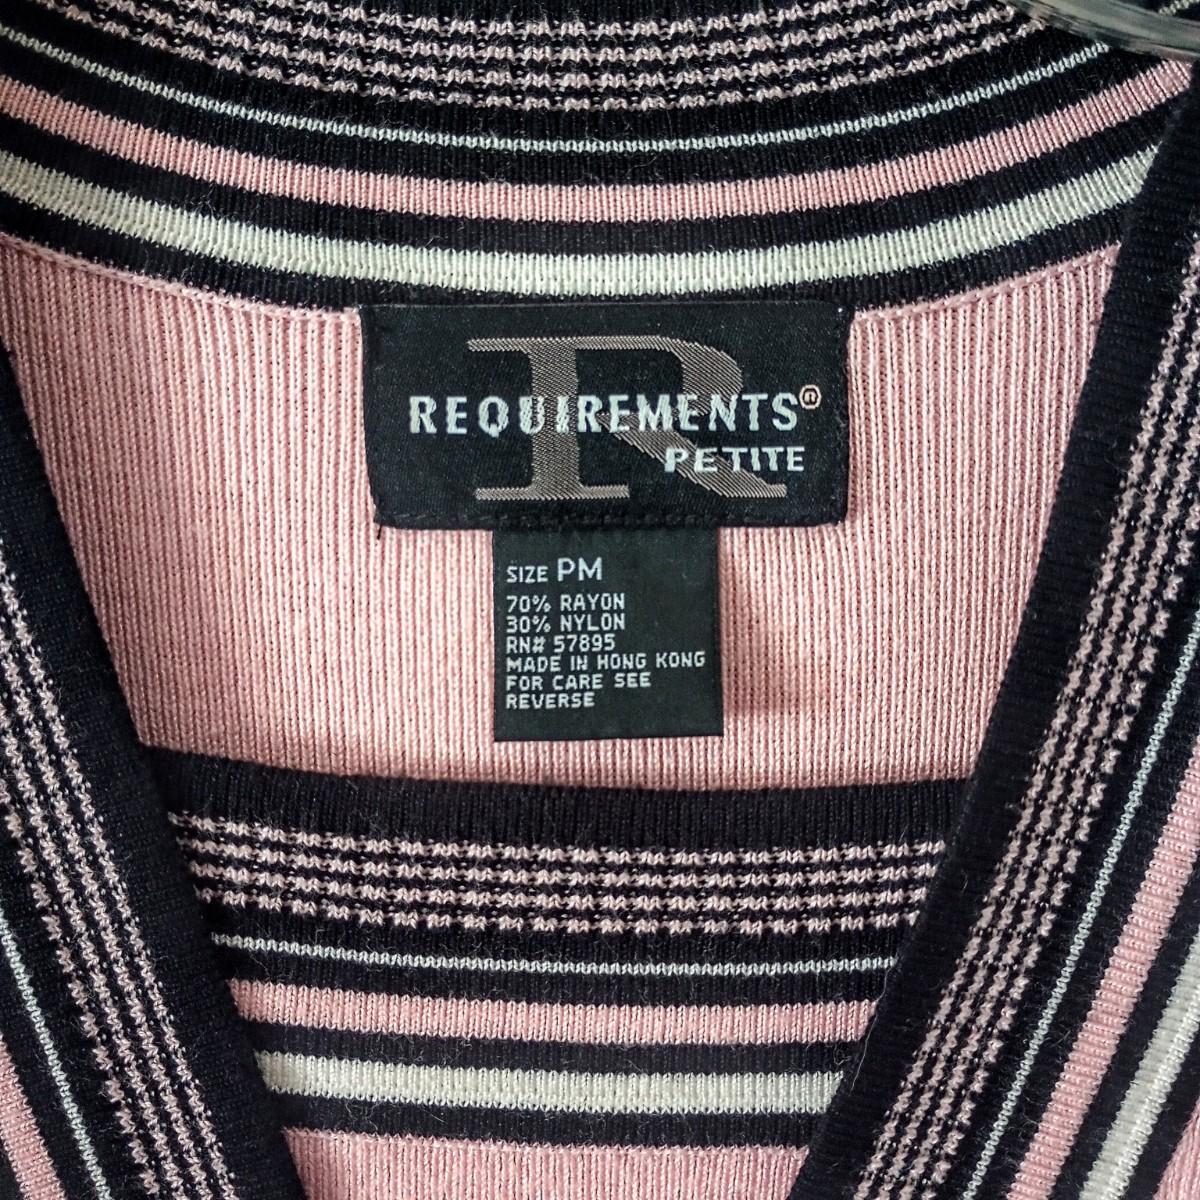 R
REQUIREMENTS®
PETITE
SIZE PM
70% RAYON
30% NYLON
RN# 57895
MADE IN HONG KONG
FOR CARE SEE
REVERSE